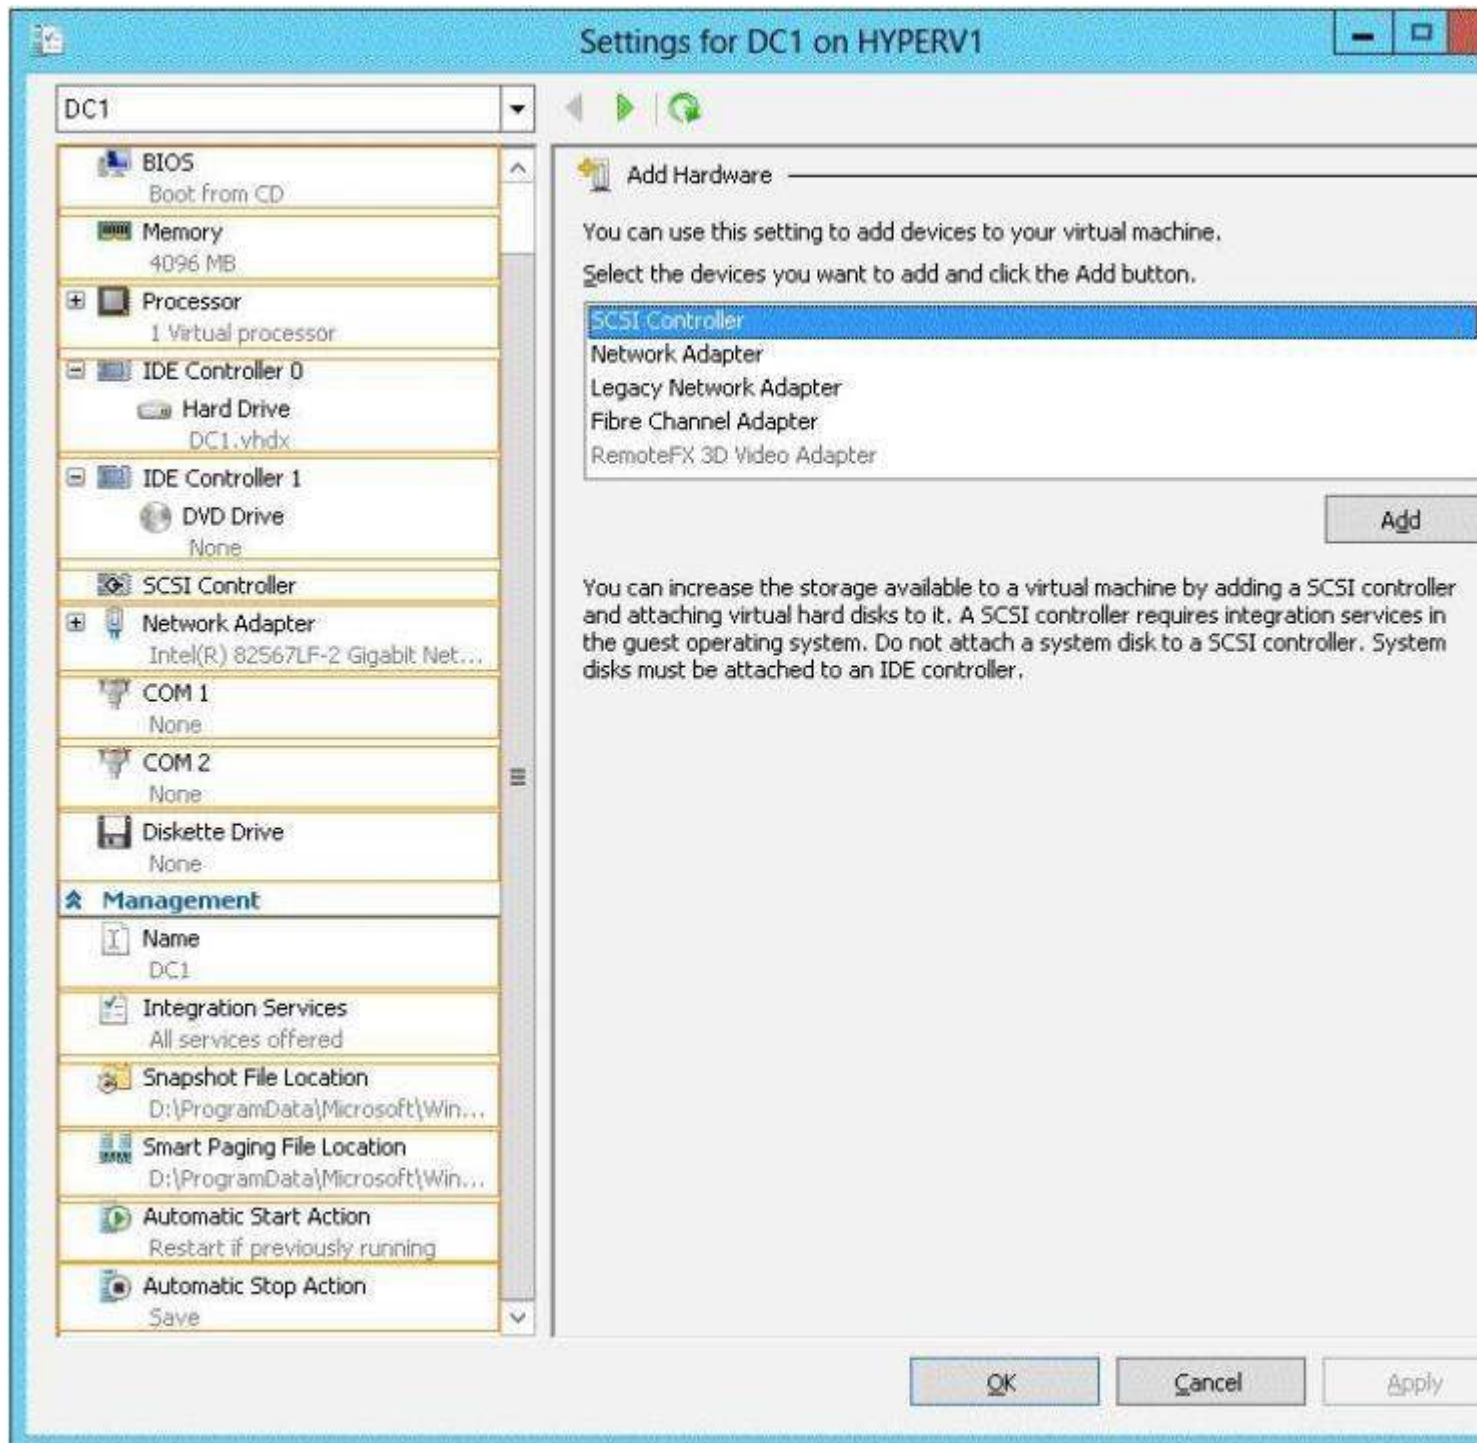 Settings for DC1 on HYPERV1
DC1
BIOS
Boot from CD
Memory
4096 MB
Processor
1 Virtual processor
IDE Controller 0
Hard Drive
DC1.vhdx
IDE Controller 1
DVD Drive
None
SCSI Controller
Network Adapter
Intel(R) 82567LF-2 Gigabit Net...
COM 1
None
COM 2
None
Diskette Drive
None
Management
Name
DC1
Integration Services
All services offered
Snapshot File Location
D:\ProgramData\Microsoft\Win...
Smart Paging File Location
D:\ProgramData\Microsoft\Win...
Automatic Start Action
Restart if previously running
Automatic Stop Action
Save
Add Hardware
You can use this setting to add devices to your virtual machine.
Select the devices you want to add and click the Add button.
SCSI Controller
Network Adapter
Legacy Network Adapter
Fibre Channel Adapter
RemoteFX 3D Video Adapter
Add
You can increase the storage available to a virtual machine by adding a SCSI controller
and attaching virtual hard disks to it. A SCSI controller requires integration services in
the guest operating system. Do not attach a system disk to a SCSI controller. System
disks must be attached to an IDE controller.
OK
Cancel
Apply